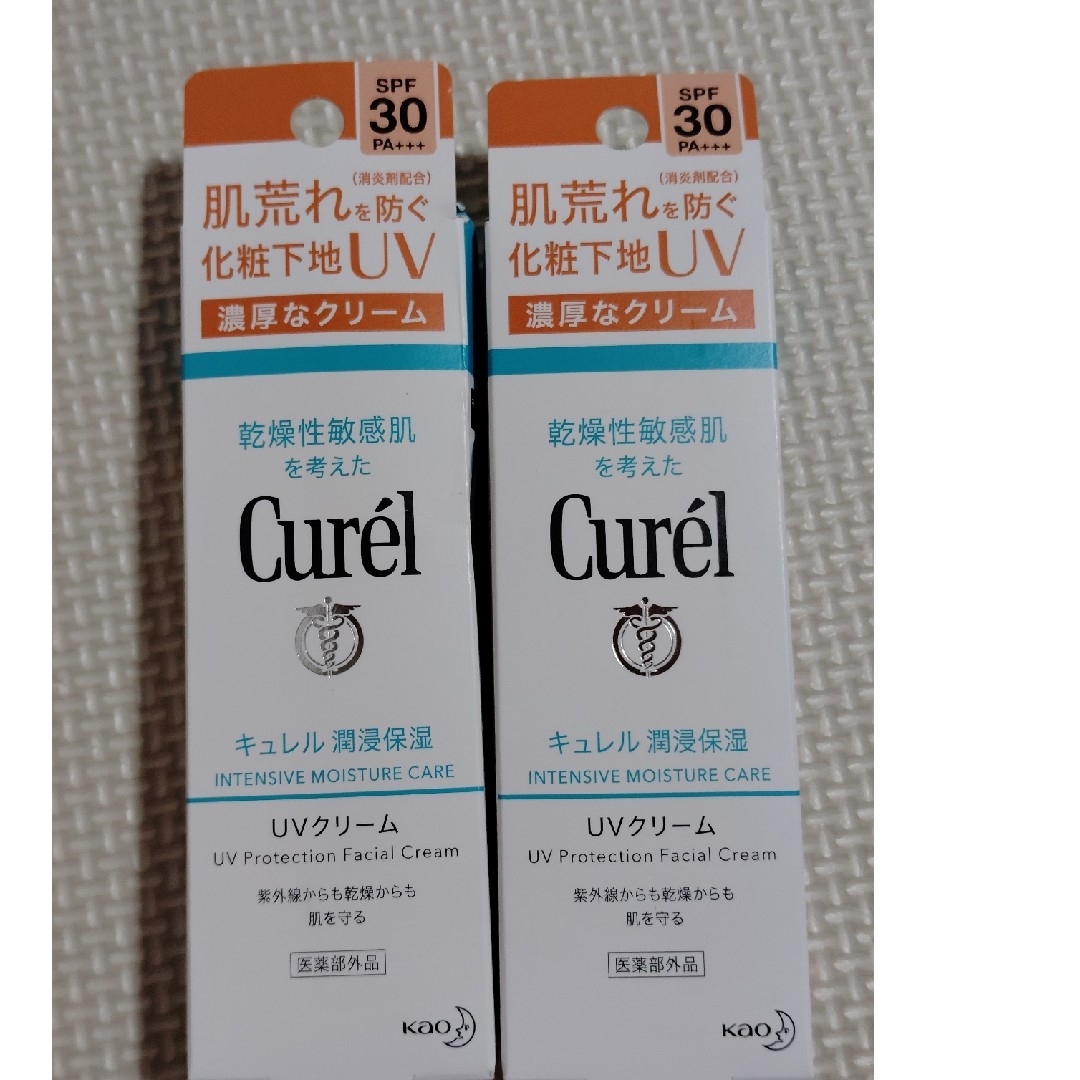 SPF
30
PA+++
(消炎剤配合)
肌荒れを防ぐ
化粧下地UV
濃厚なクリーム
乾燥性敏感肌
を考えた
Curél
キュレル 潤浸保湿
INTENSIVE MOISTURE CARE
UVクリーム
UV Protection Facial Cream
紫外線からも乾燥からも
肌を守る
医薬部外品
Kao
SPF
30
PA+++
(消炎剤配合)
肌荒れを防ぐ
化粧下地UV
濃厚なクリーム
乾燥性敏感肌
を考えた
Curél
キュレル 潤浸保湿
INTENSIVE MOISTURE CARE
UVクリーム
UV Protection Facial Cream
紫外線からも乾燥からも
肌を守る
医薬部外品
Kao